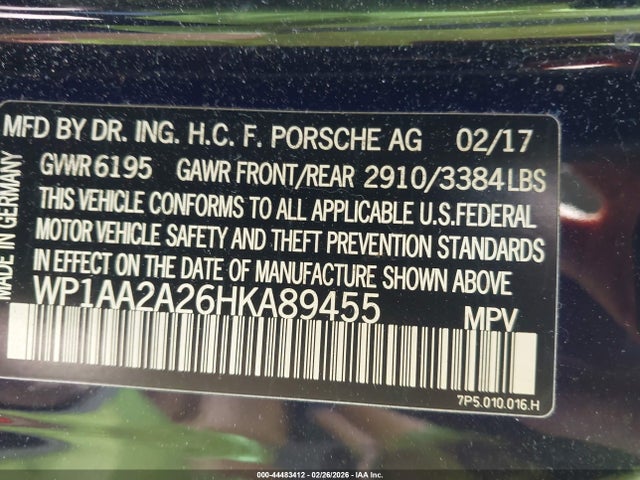 MFD BY DR. ING. H.C. F. PORSCHE AG 02/17
GVWR 6195 GAWR FRONT/REAR 2910/3384 LBS
THIS VEHICLE CONFORMS TO ALL APPLICABLE U.S.FEDERAL
MOTOR VEHICLE SAFETY AND THEFT PREVENTION STANDARDS
IN EFFECT ON THE DATE OF MANUFACTURE SHOWN ABOVE
WP1AA2A26HKA89455 MPV
MADE IN GERMANY
7P5.010.016.H
000-44483412 - 02/26/2026 - IAAI, Inc.